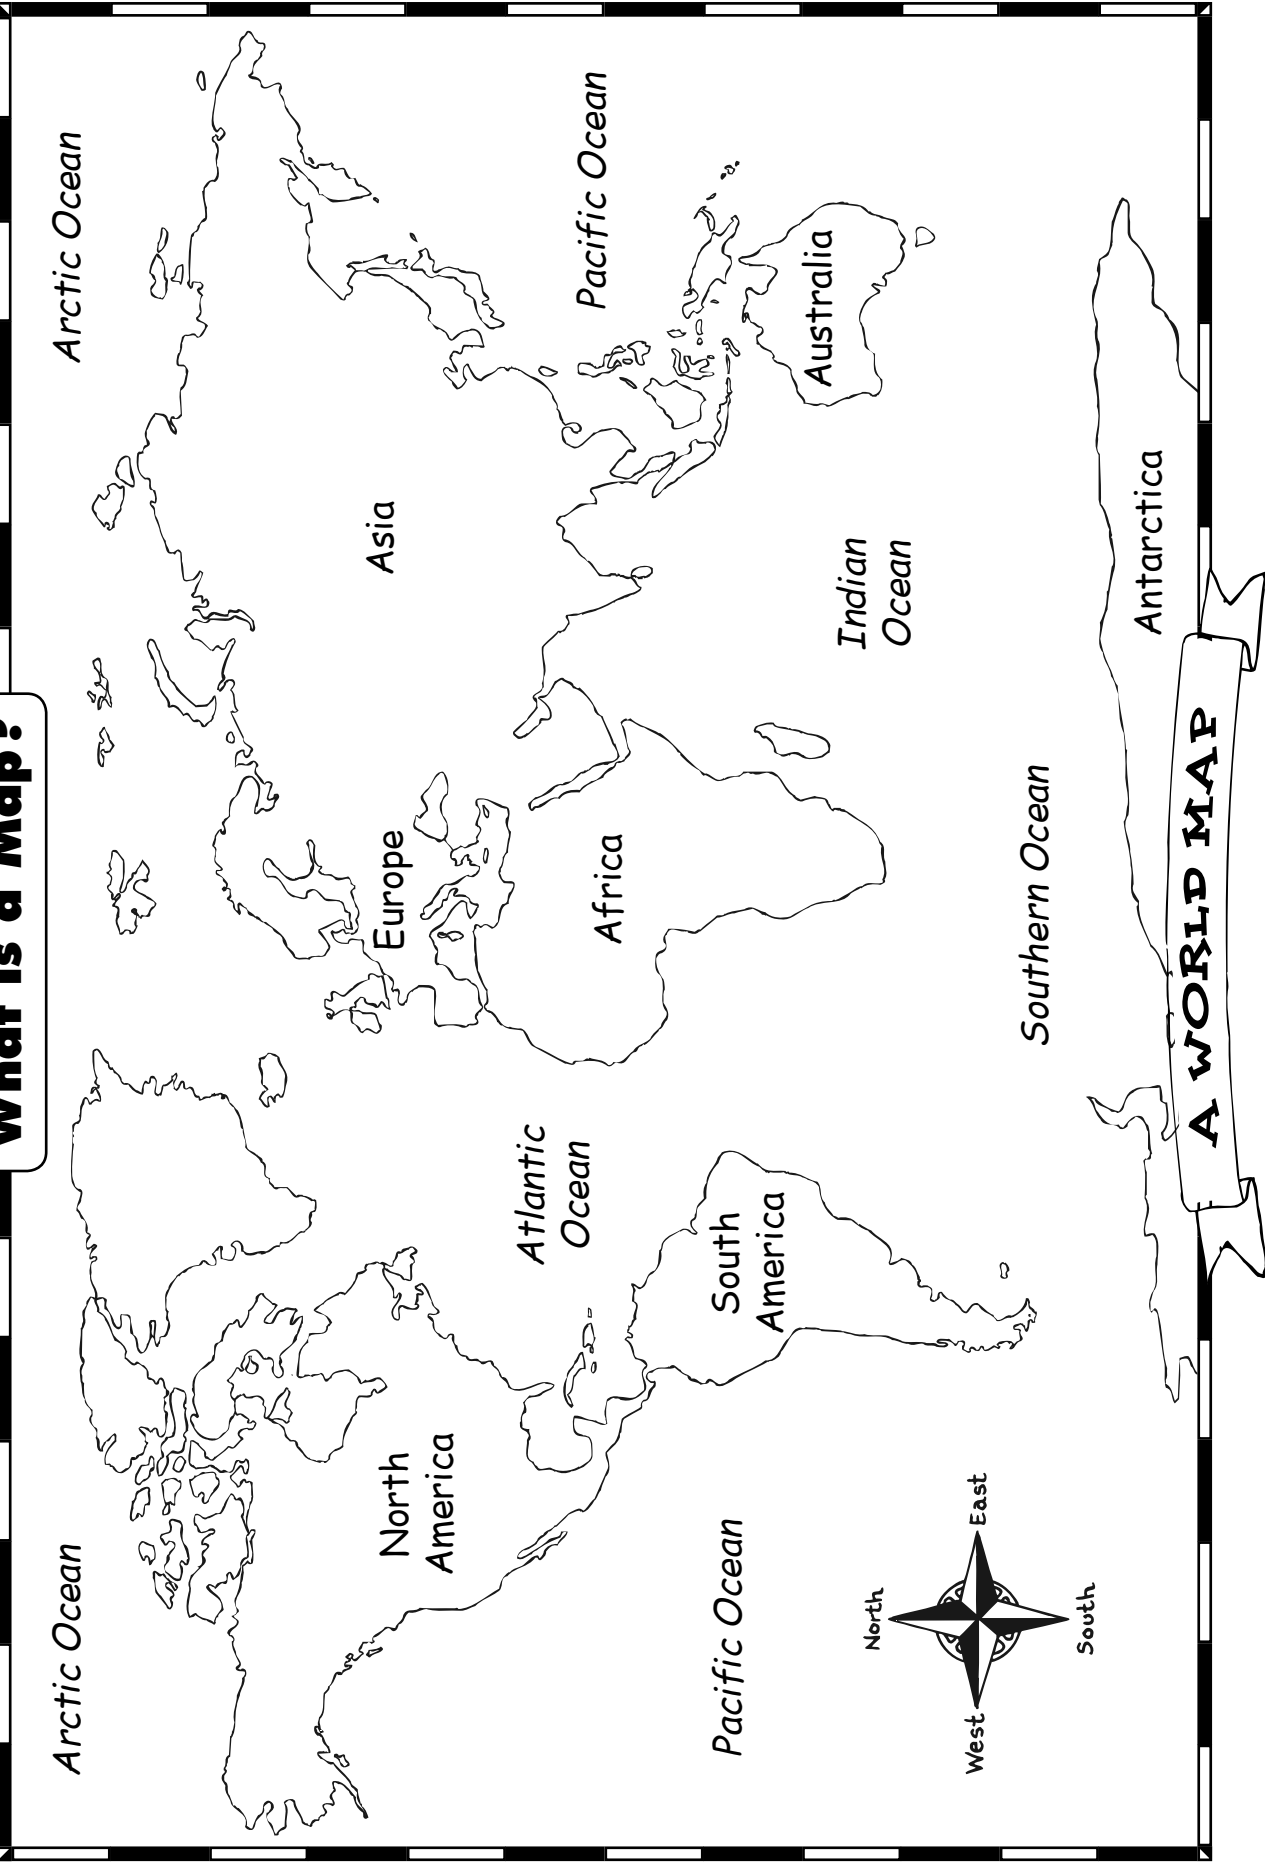 What is a Map?
Arctic Ocean
Arctic Ocean
North
America
Europe
Asia
Atlantic
Ocean
Africa
Pacific Ocean
Pacific Ocean
South
America
Indian
Ocean
Australia
North
West
East
South
Southern Ocean
Antarctica
A WORLD MAP